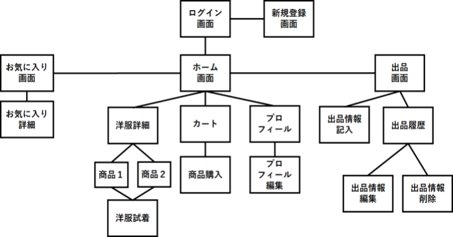 ログイン
画面
新規登録
画面
お気に入り
画面
ホーム
画面
出品
画面
お気に入り
詳細
洋服詳細
カート
プロ
フィール
出品情報
記入
出品履歴
商品１
商品２
商品購入
プロ
フィール
編集
出品情報
編集
出品情報
削除
洋服試着